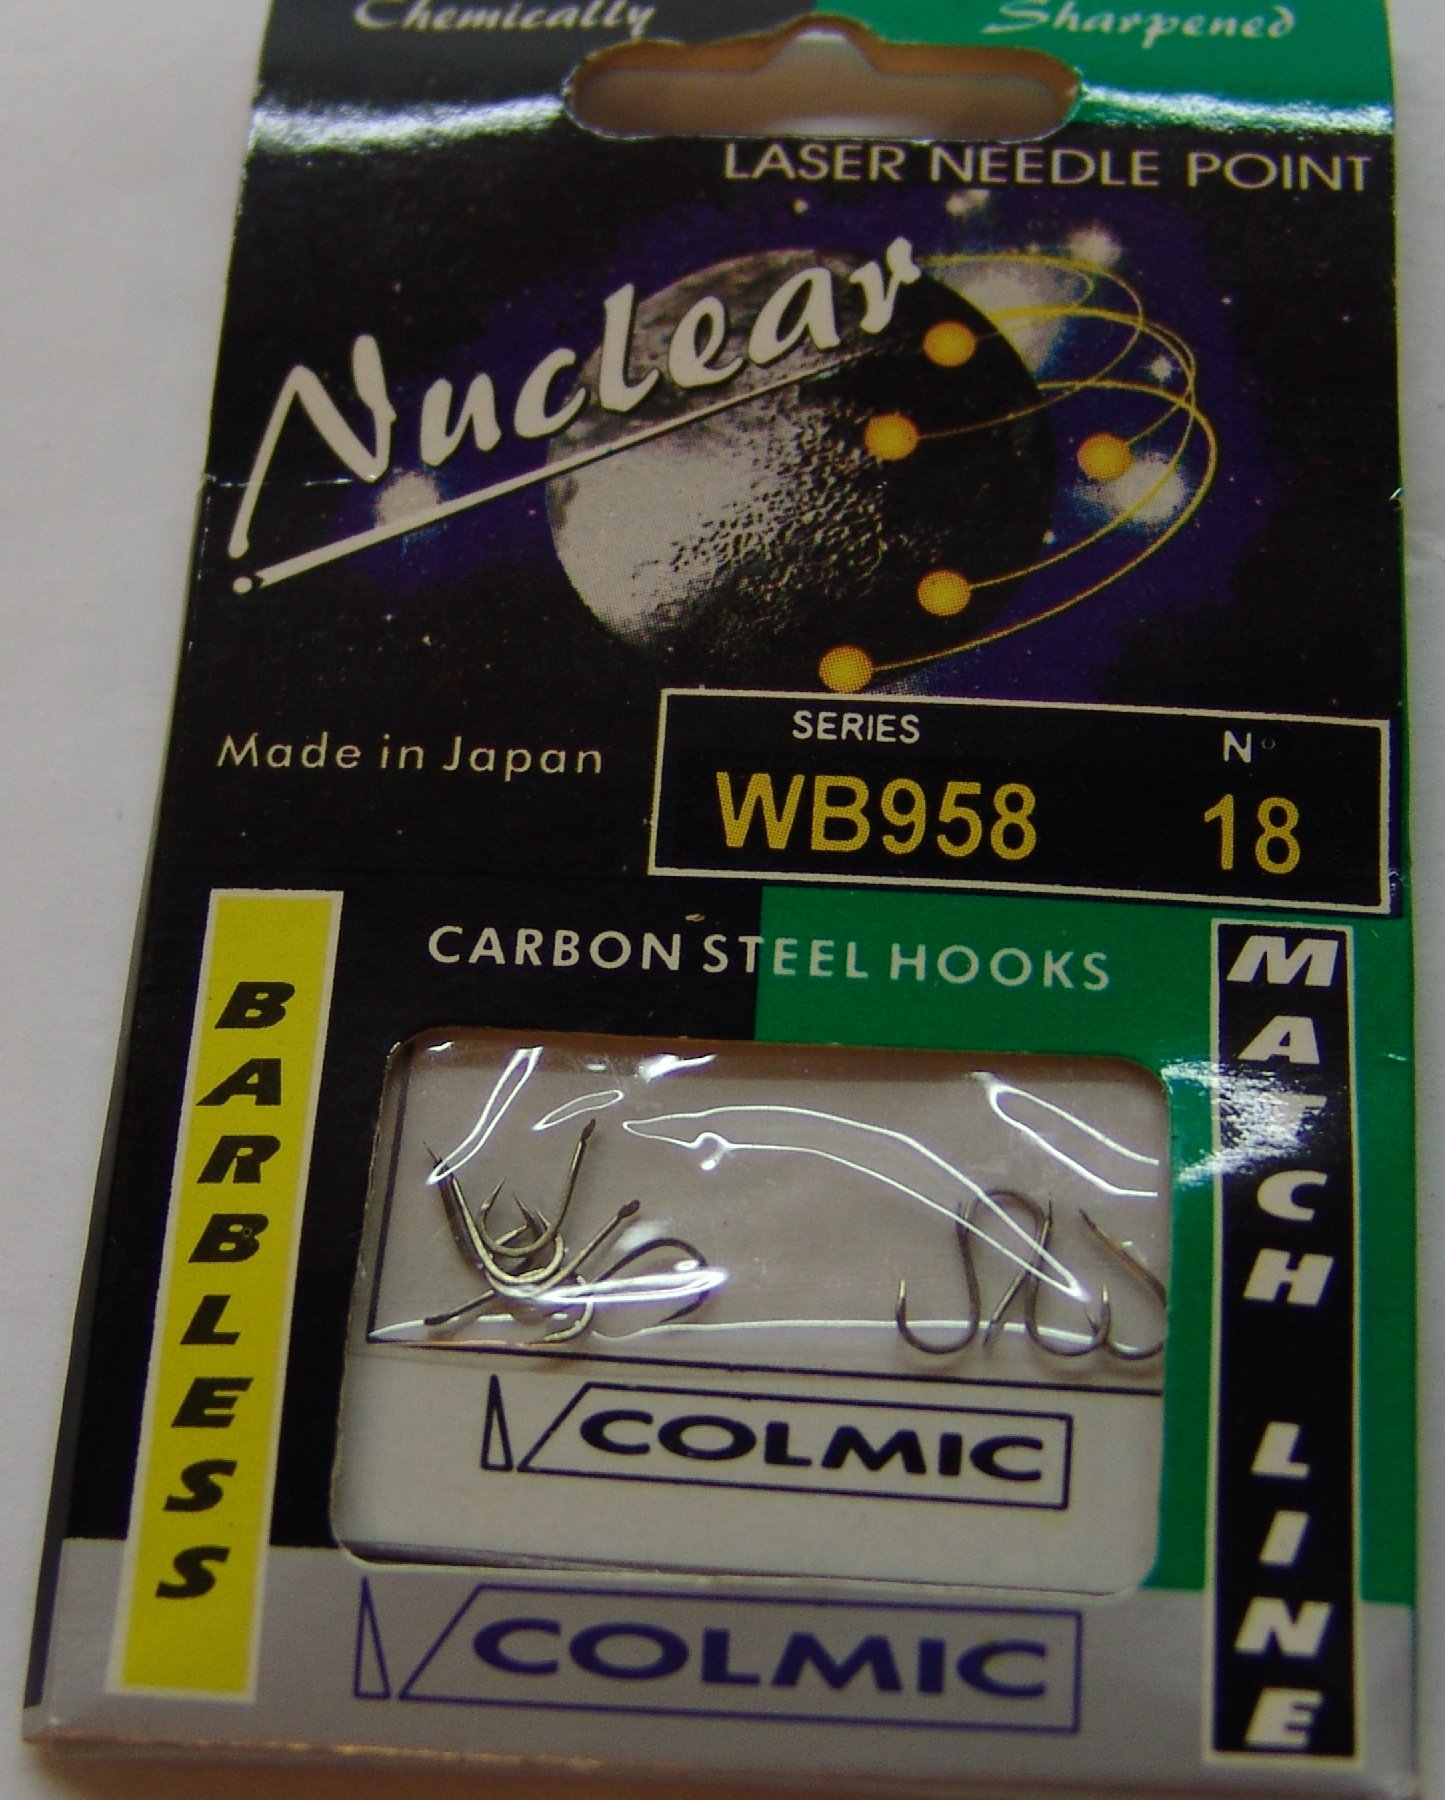 Chemically Sharpened
LASER NEEDLE POINT
Nuclear
Made in Japan
SERIES N°
WB958 18
CARBON STEEL HOOKS
BARBLESS
MATCH LINE
COLMIC
COLMIC